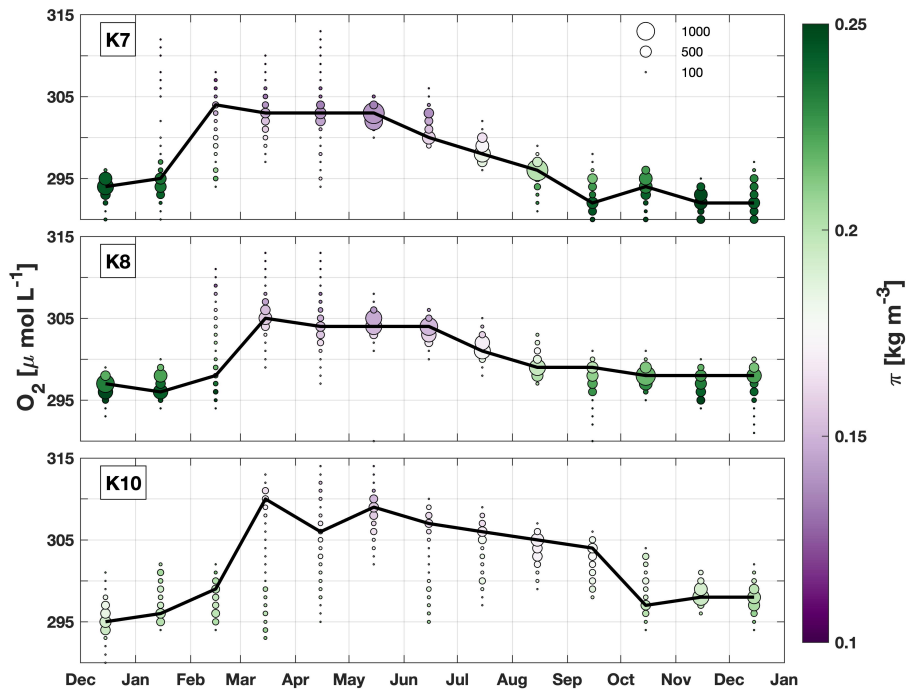 315
K7
1000
500
100
305
295
315
K8
305
295
O2 [μ mol L−1]
315
K10
305
295
Dec Jan Feb Mar Apr May Jun Jul Aug Sep Oct Nov Dec Jan
0.25
0.2
0.15
0.1
π [kg m−3]